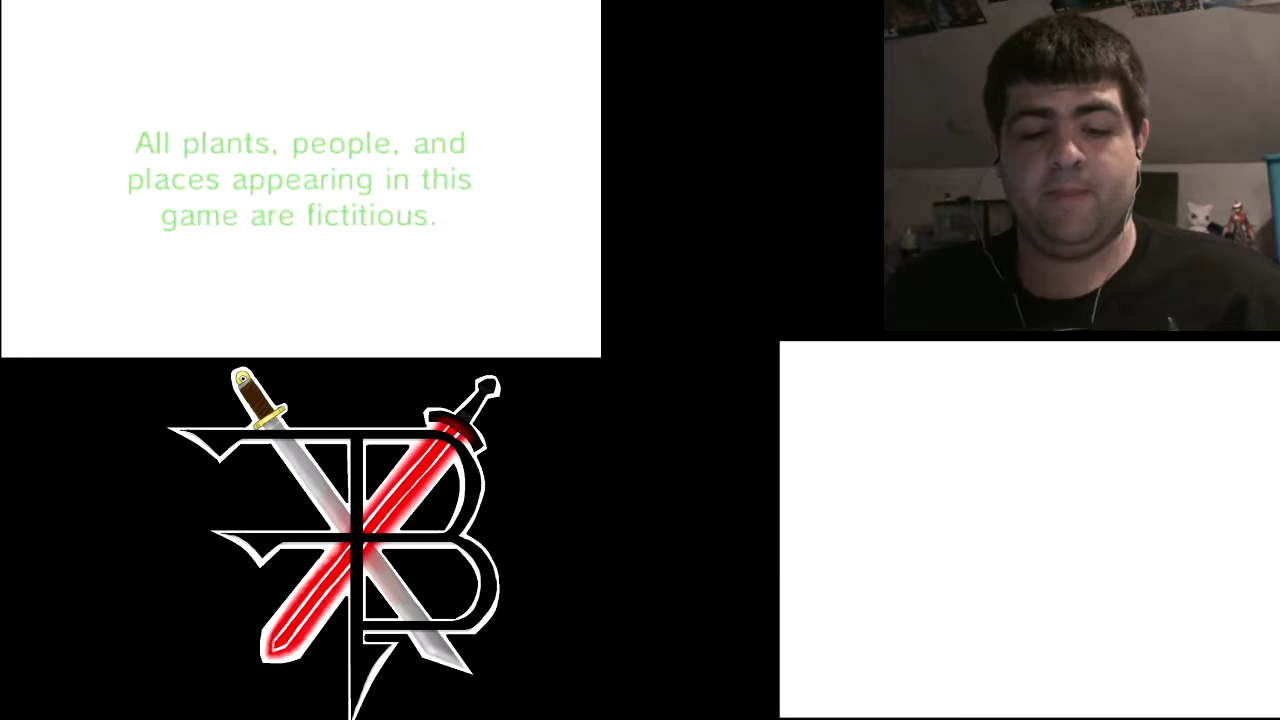 All plants, people, and
places appearing in this
game are fictitious.